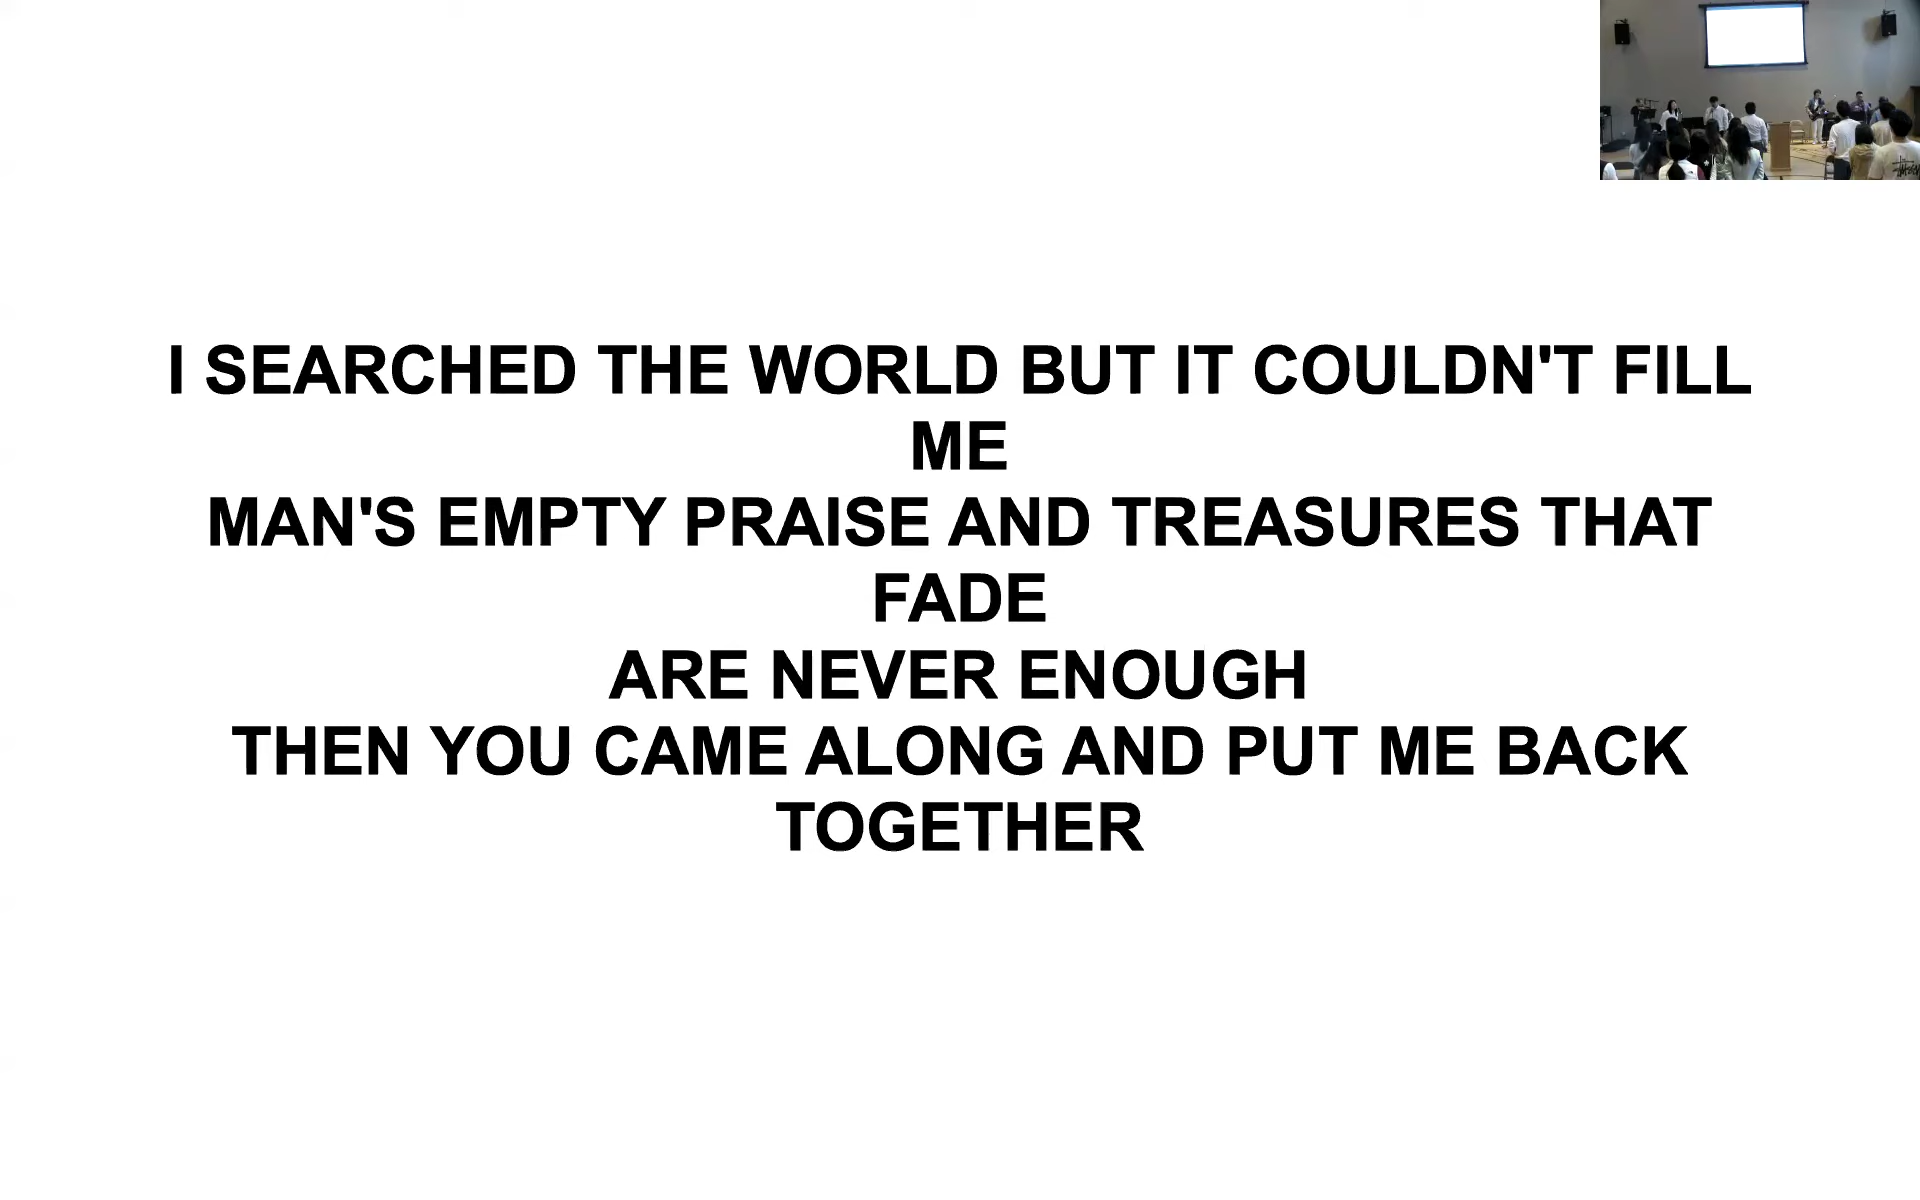 I SEARCHED THE WORLD BUT IT COULDN'T FILL
ME
MAN'S EMPTY PRAISE AND TREASURES THAT
FADE
ARE NEVER ENOUGH
THEN YOU CAME ALONG AND PUT ME BACK
TOGETHER